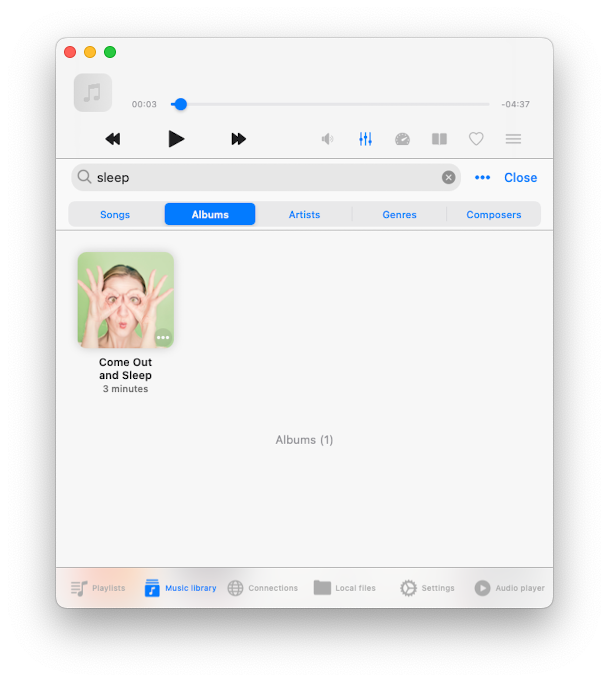 00:03 -04:37
sleep Close
Songs Albums Artists Genres Composers
Come Out
and Sleep
3 minutes
Albums (1)
Playlists Music library Connections Local files Settings Audio player